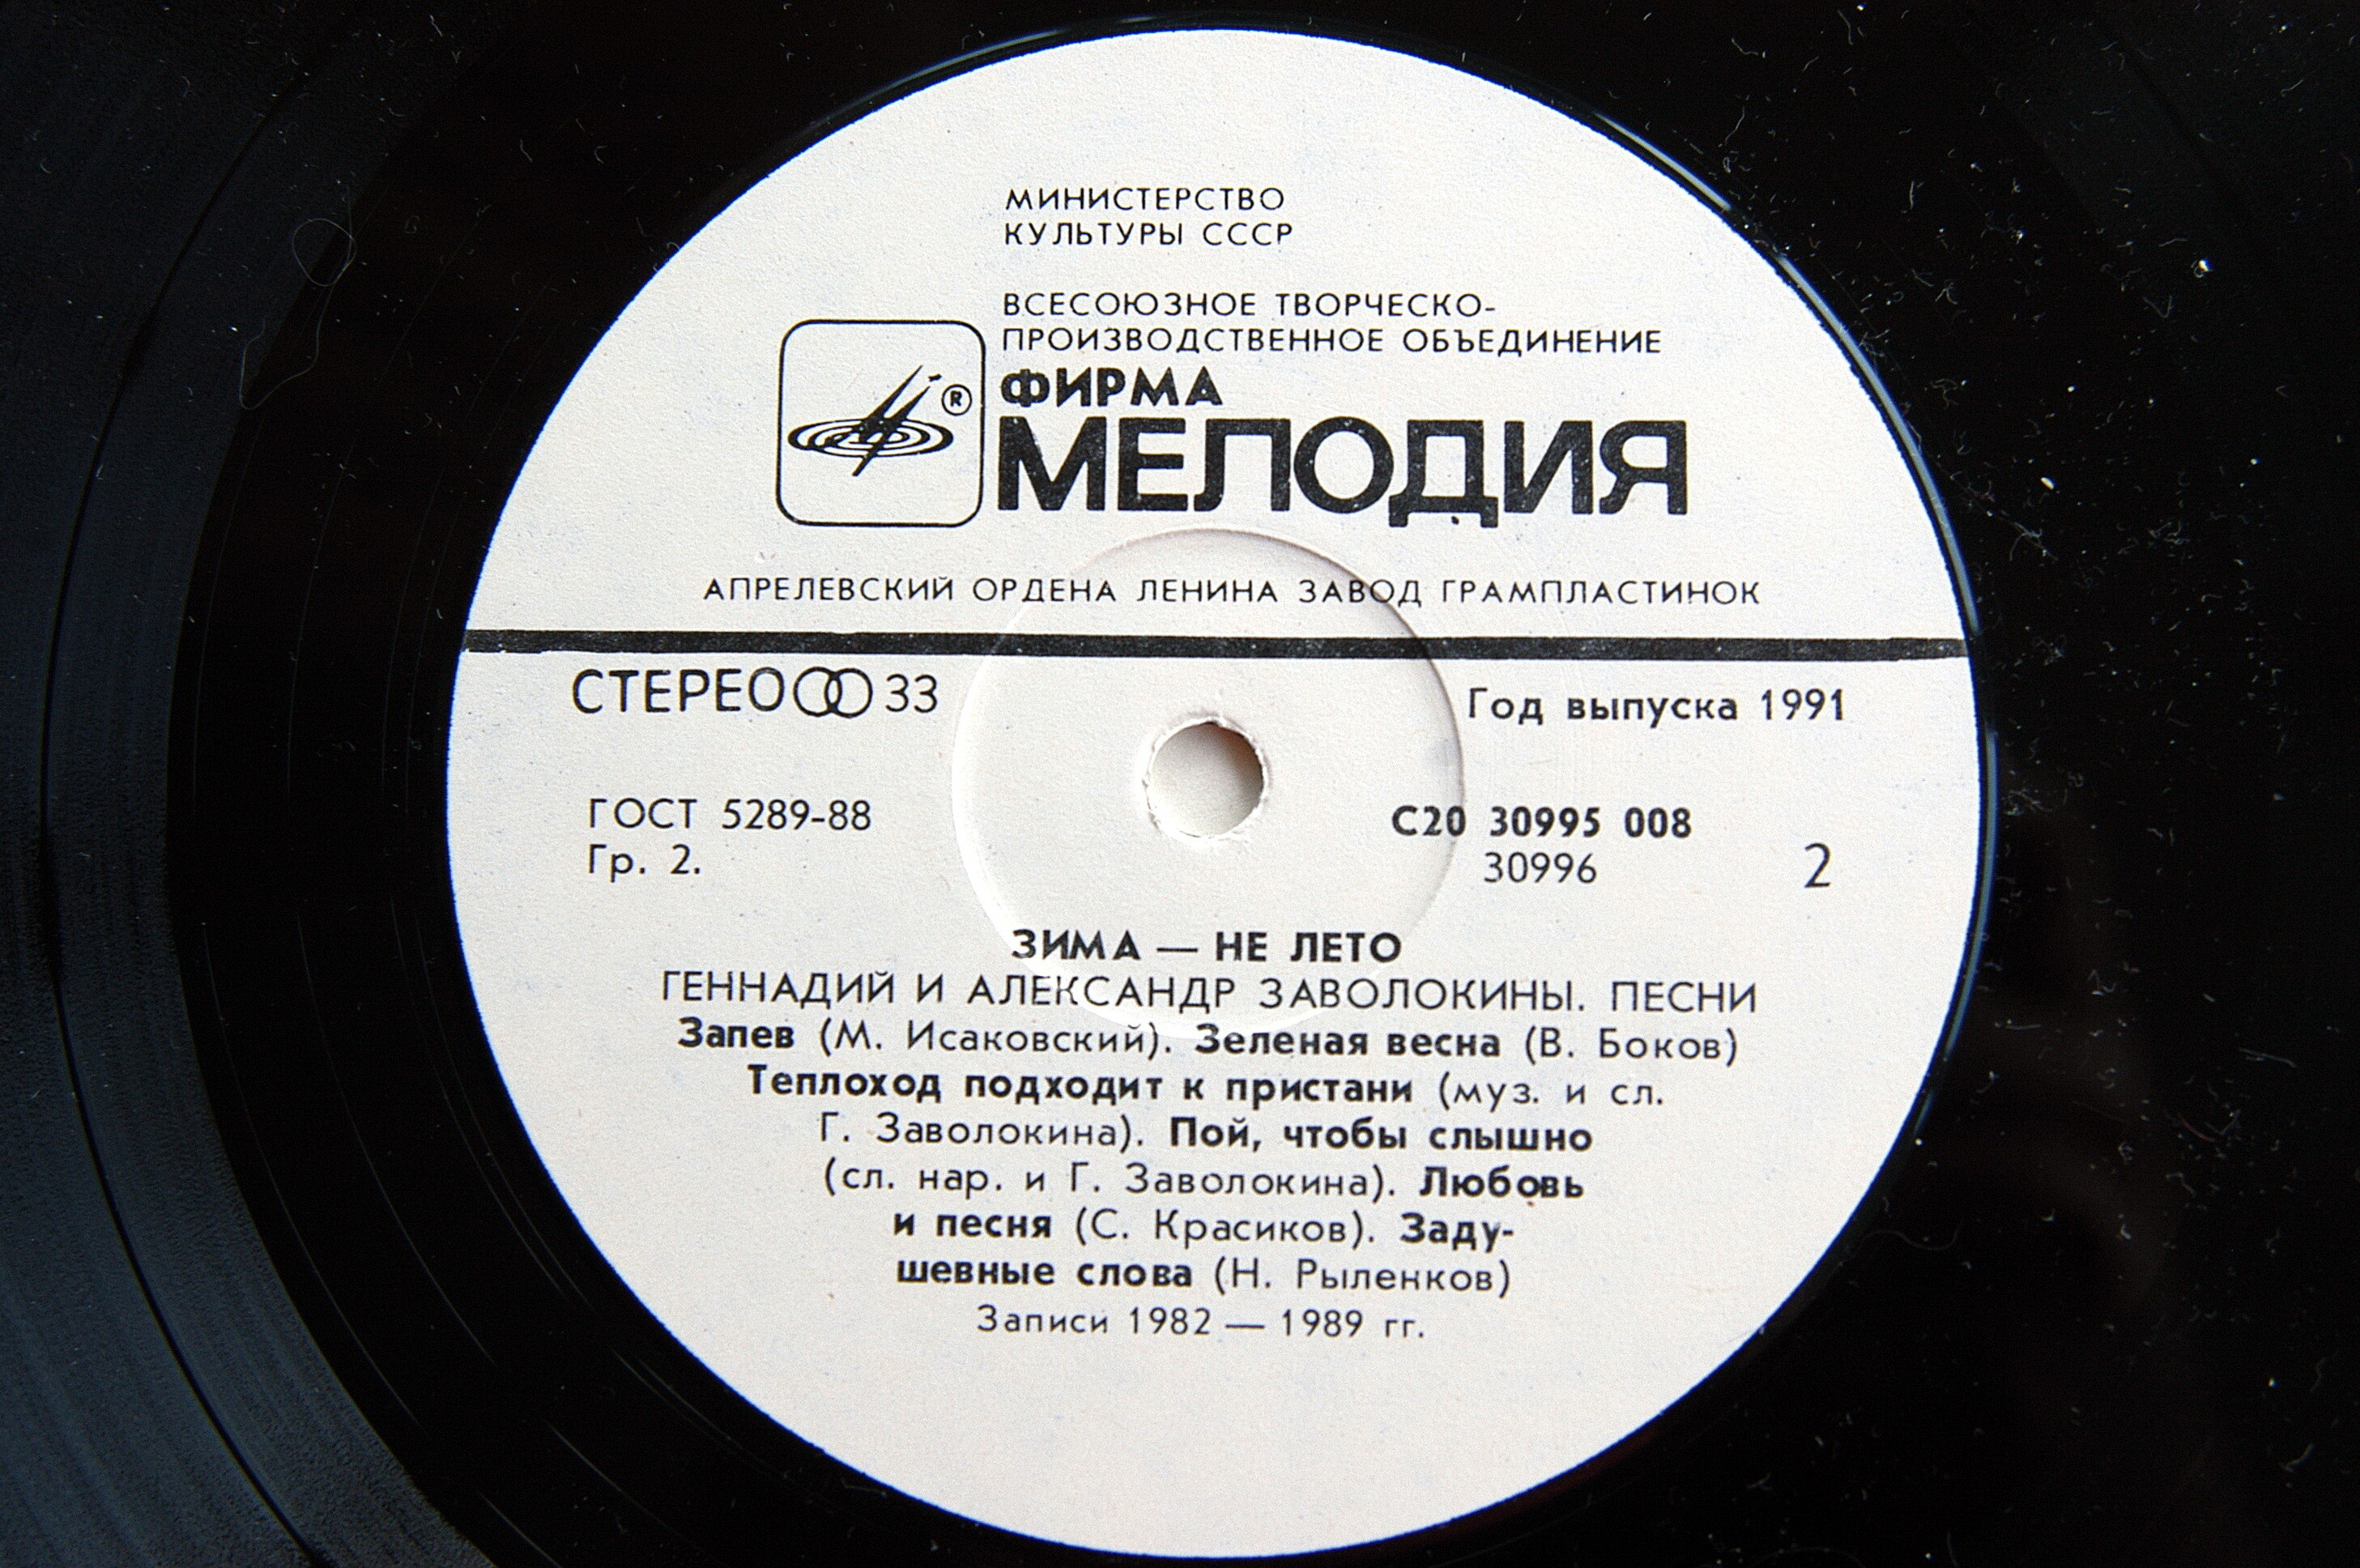 МИНИСТЕРСТВО
КУЛЬТУРЫ СССР
ВСЕСОЮЗНОЕ ТВОРЧЕСКО-
ПРОИЗВОДСТВЕННОЕ ОБЪЕДИНЕНИЕ
®
ФИРМА
МЕЛОДИЯ
АПРЕЛЕВСКИЙ ОРДЕНА ЛЕНИНА ЗАВОД ГРАМПЛАСТИНОК
СТЕРЕО 33
Год выпуска 1991
ГОСТ 5289-88
Гр. 2.
С20 30995 008
30996
2
ЗИМА — НЕ ЛЕТО
ГЕННАДИЙ И АЛЕКСАНДР ЗАВОЛОКИНЫ. ПЕСНИ
Запев (М. Исаковский). Зеленая весна (В. Боков)
Теплоход подходит к пристани (муз. и сл.
Г. Заволокина). Пой, чтобы слышно
(сл. нар. и Г. Заволокина). Любовь
и песня (С. Красиков). Заду-
шевные слова (Н. Рыленков)
Записи 1982 — 1989 гг.